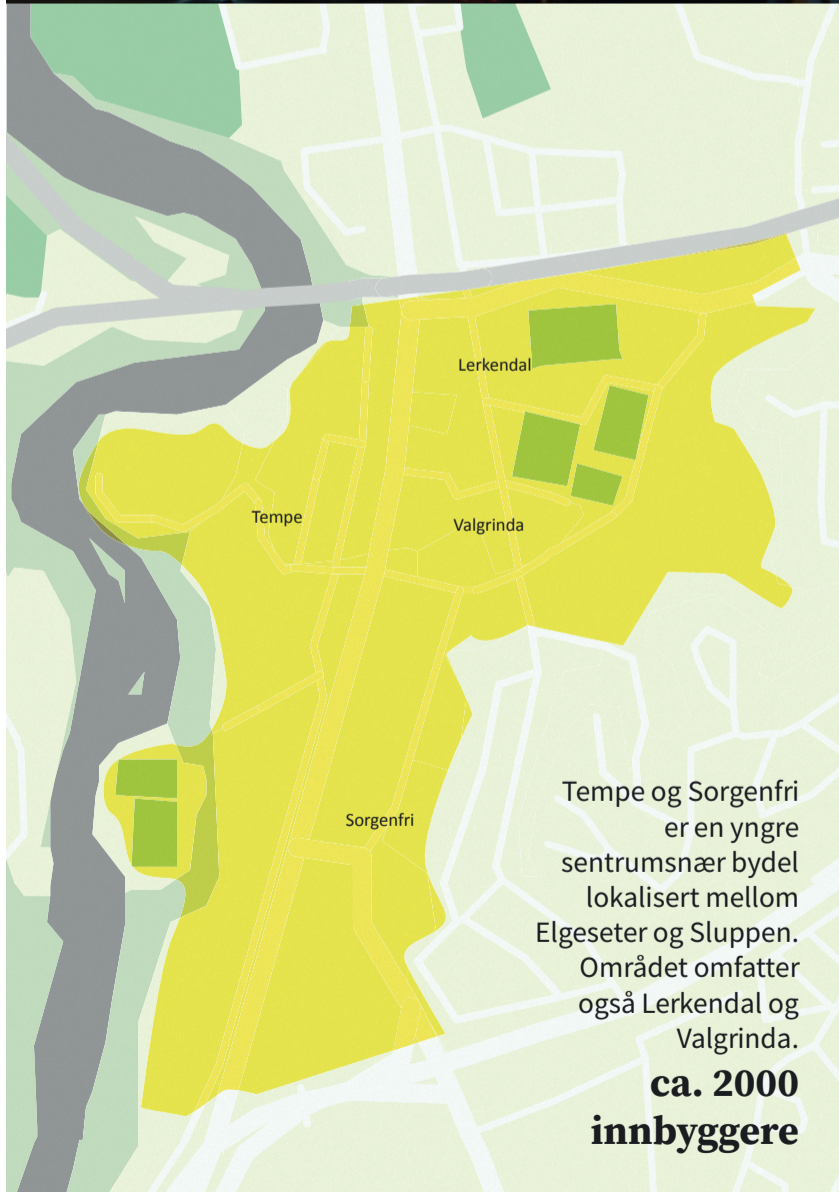 Lerkendal
Tempe
Valgrinda
Sorgenfri
Tempe og Sorgenfri
er en yngre
sentrumsnær bydel
lokalisert mellom
Elgeseter og Sluppen.
Området omfatter
også Lerkendal og
Valgrinda.
ca. 2000
innbyggere